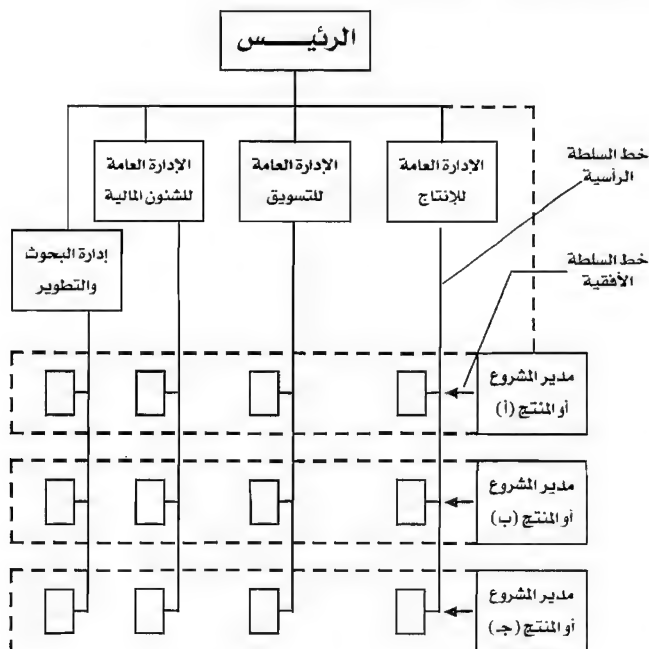 الرئيـــس
الإدارة العامة
للإنتاج
الإدارة العامة
للتسويق
الإدارة العامة
للشئون المالية
إدارة البحوث
والتطوير
خط السلطة
الرأسية
خط السلطة
الأفقية
مدير المشروع
أو المنتج (أ)
مدير المشروع
أو المنتج (ب)
مدير المشروع
أو المنتج (جـ)